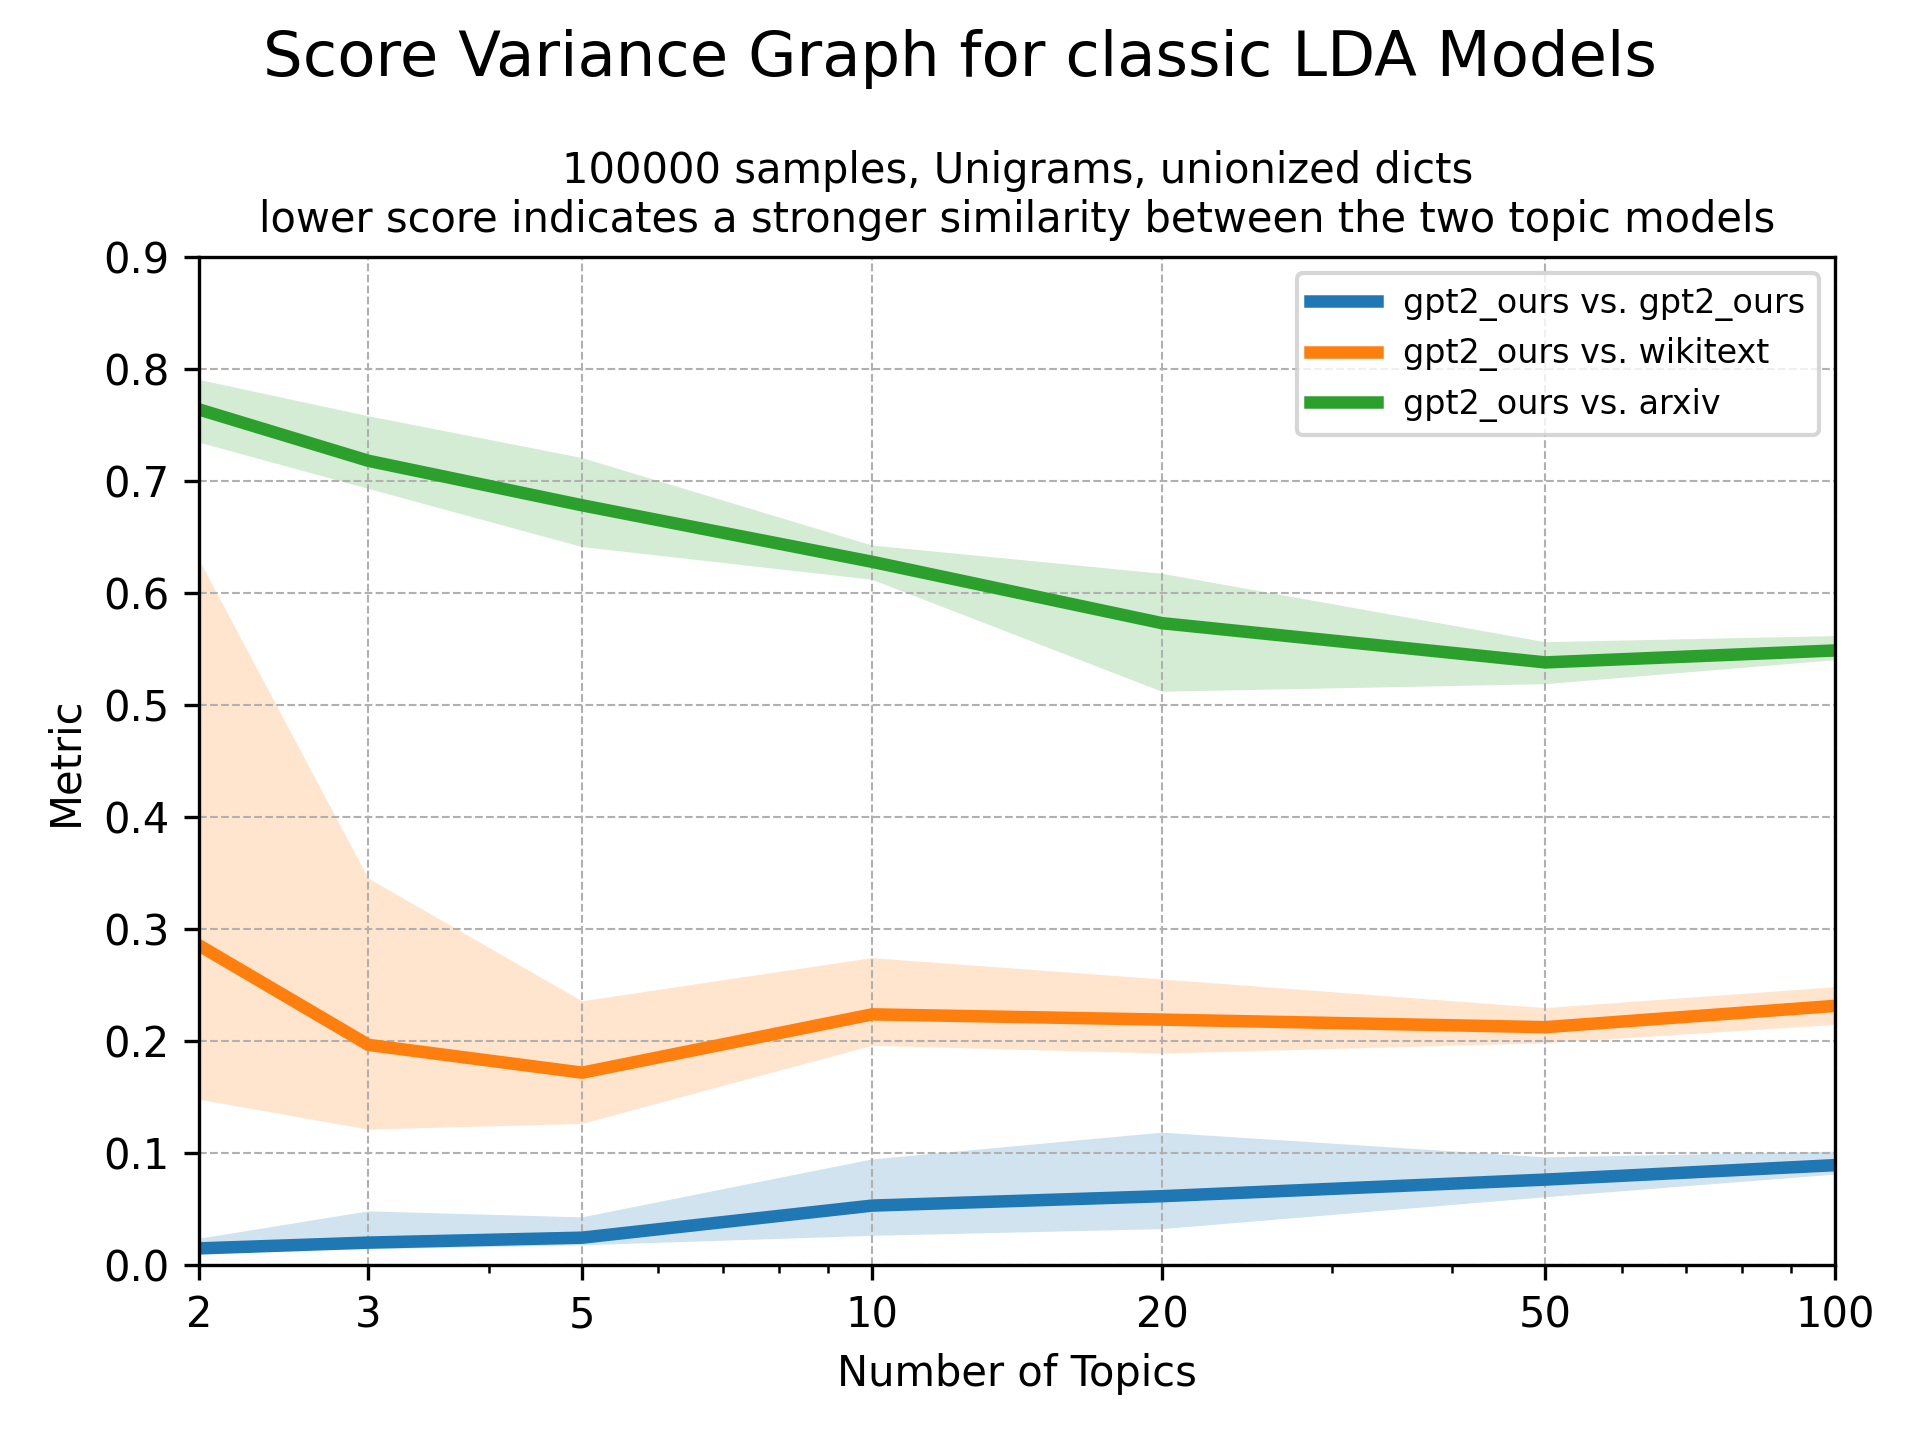 Score Variance Graph for classic LDA Models
100000 samples, Unigrams, unionized dicts
lower score indicates a stronger similarity between the two topic models
0.9
0.8
0.7
0.6
0.5
0.4
0.3
0.2
0.1
0.0
Metric
gpt2_ours vs. gpt2_ours
gpt2_ours vs. wikitext
gpt2_ours vs. arxiv
2 3 5 10 20 50 100
Number of Topics